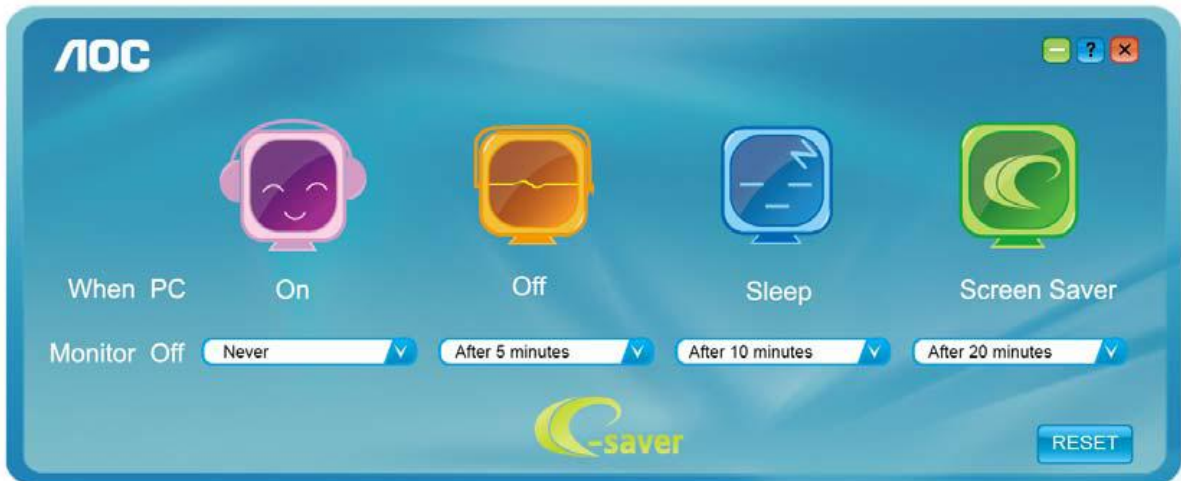 AOC
?
When PC On Off Sleep Screen Saver
Monitor Off Never After 5 minutes After 10 minutes After 20 minutes
e-saver
RESET